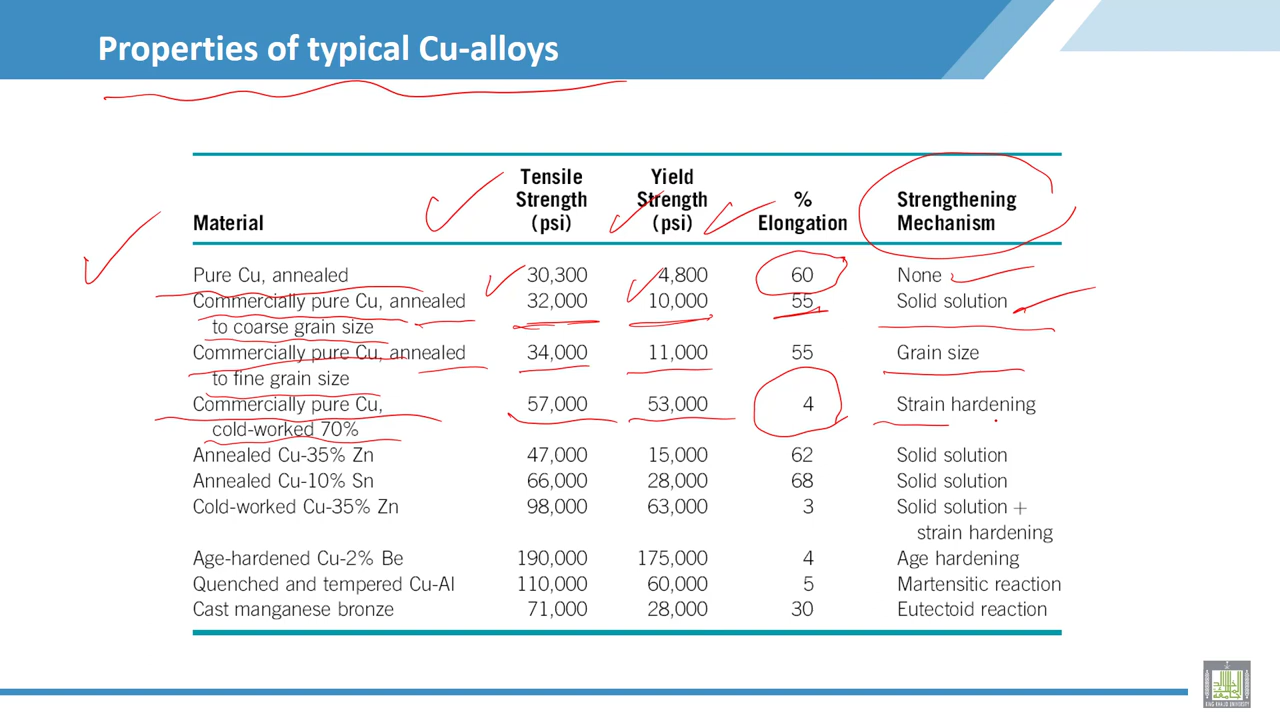 Properties of typical Cu-alloys
Material Tensile Strength (psi) Yield Strength (psi) % Elongation Strengthening Mechanism
Pure Cu, annealed 30,300 4,800 60 None
Commercially pure Cu, annealed 32,000 10,000 55 Solid solution
to coarse grain size
Commercially pure Cu, annealed 34,000 11,000 55 Grain size
to fine grain size
Commercially pure Cu, 57,000 53,000 4 Strain hardening
cold-worked 70%
Annealed Cu-35% Zn 47,000 15,000 62 Solid solution
Annealed Cu-10% Sn 66,000 28,000 68 Solid solution
Cold-worked Cu-35% Zn 98,000 63,000 3 Solid solution +
strain hardening
Age-hardened Cu-2% Be 190,000 175,000 4 Age hardening
Quenched and tempered Cu-Al 110,000 60,000 5 Martensitic reaction
Cast manganese bronze 71,000 28,000 30 Eutectoid reaction
KING KHALID UNIVERSITY